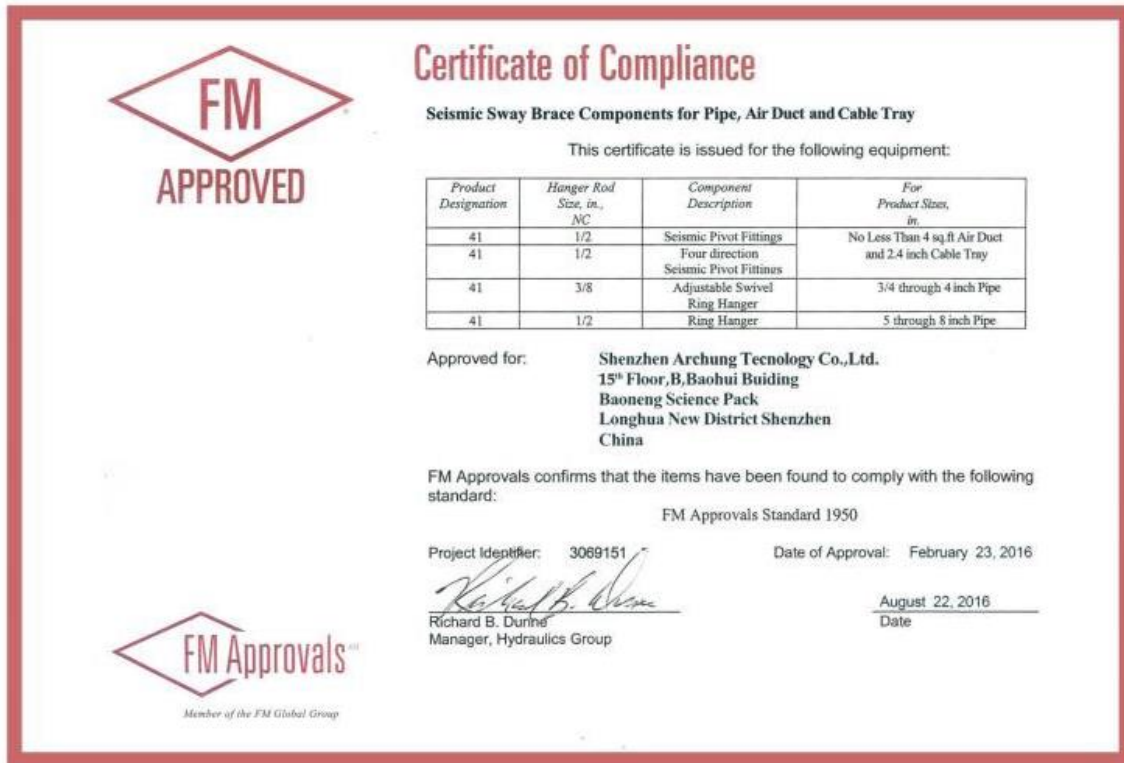 FM
APPROVED
Certificate of Compliance
Seismic Sway Brace Components for Pipe, Air Duct and Cable Tray
This certificate is issued for the following equipment:
Product Designation Hanger Rod Size, in., NC Component Description For Product Sizes, in.
41 1/2 Seismic Pivot Fittings No Less Than 4 sq.ft Air Duct
41 1/2 Four direction and 2.4 inch Cable Tray
Seismic Pivot Fittings
41 3/8 Adjustable Swivel 3/4 through 4 inch Pipe
Ring Hanger
41 1/2 Ring Hanger 5 through 8 inch Pipe
Approved for: Shenzhen Archung Tecnology Co.,Ltd.
15th Floor,B,Baohui Buiding
Baoneng Science Pack
Longhua New District Shenzhen
China
FM Approvals confirms that the items have been found to comply with the following
standard:
FM Approvals Standard 1950
Project Identifier: 3069151 Date of Approval: February 23, 2016
Richard B. Dunne August 22, 2016
Manager, Hydraulics Group Date
FM Approvals
Member of the FM Global Group